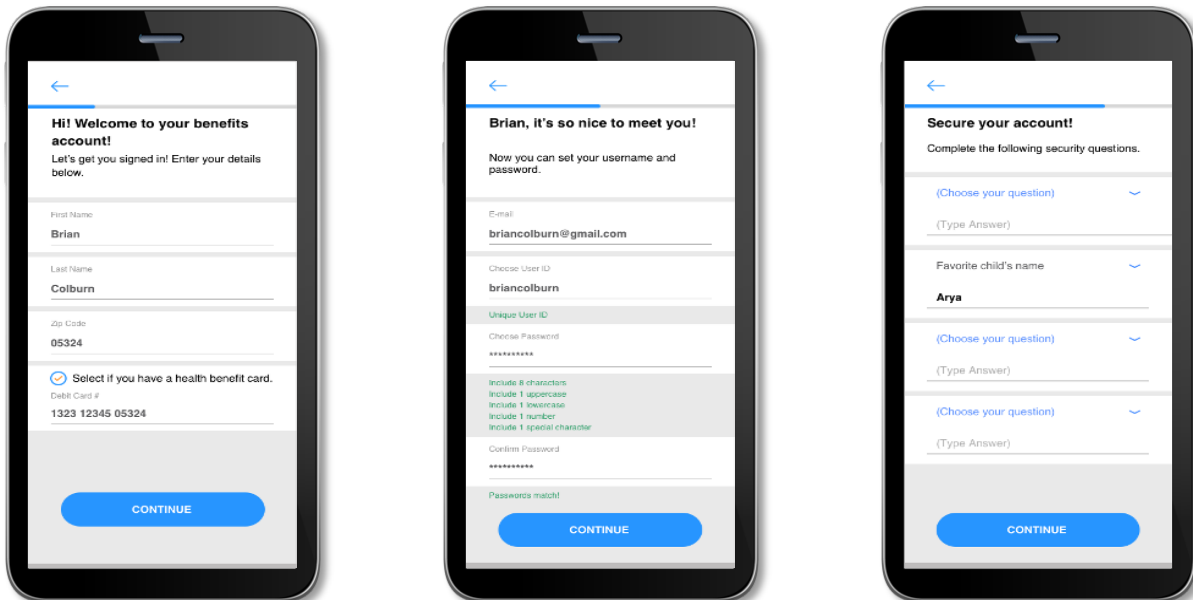 Hi! Welcome to your benefits
account!
Let's get you signed in! Enter your details
below.
First Name
Brian
Last Name
Colburn
Zip Code
05324
Select if you have a health benefit card.
Debit Card #
1323 12345 05324
CONTINUE
Brian, it's so nice to meet you!
Now you can set your username and
password.
E-mail
briancolburn@gmail.com
Choose User ID
briancolburn
Unique User ID
Choose Password
**********
Include 8 characters
Include 1 uppercase
Include 1 lowercase
Include 1 number
Include 1 special character
Confirm Password
**********
Passwords match!
CONTINUE
Secure your account!
Complete the following security questions.
(Choose your question)
(Type Answer)
Favorite child's name
Arya
(Choose your question)
(Type Answer)
(Choose your question)
(Type Answer)
CONTINUE